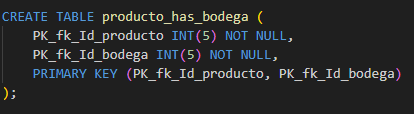 CREATE TABLE producto_has_bodega (
    PK_fk_Id_producto INT(5) NOT NULL,
    PK_fk_Id_bodega INT(5) NOT NULL,
    PRIMARY KEY (PK_fk_Id_producto, PK_fk_Id_bodega)
);